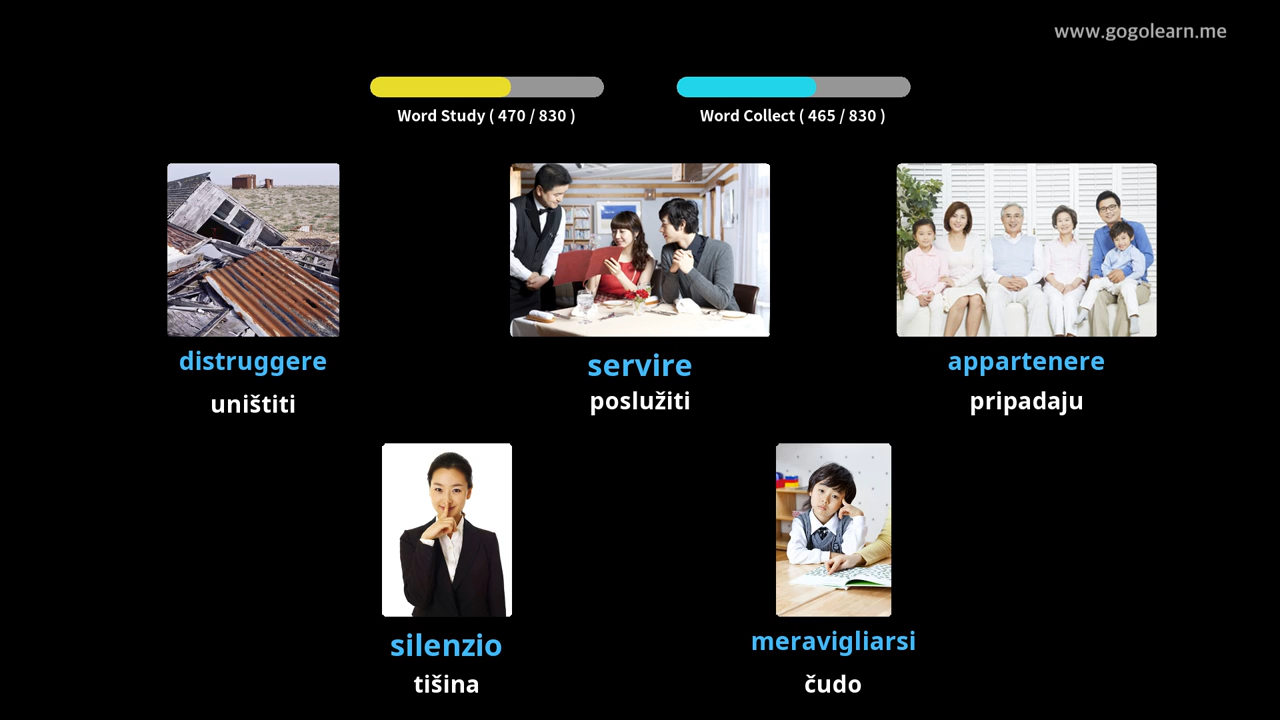 www.gogolearn.me
Word Study ( 470 / 830 )
Word Collect ( 465 / 830 )
distruggere
uništiti
servire
poslužiti
appartenere
pripadaju
silenzio
tišina
meravigliarsi
čudo